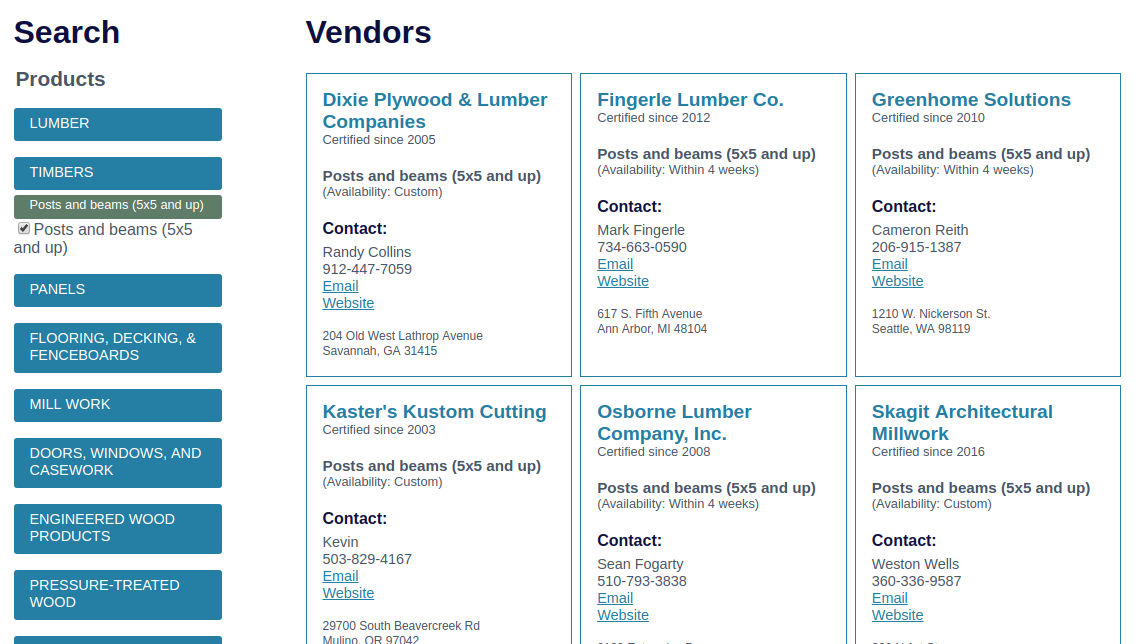 Search
Products
LUMBER
TIMBERS
Posts and beams (5x5 and up)
Posts and beams (5x5
and up)
PANELS
FLOORING, DECKING, &
FENCEBOARDS
MILL WORK
DOORS, WINDOWS, AND
CASEWORK
ENGINEERED WOOD
PRODUCTS
PRESSURE-TREATED
WOOD
Vendors
Dixie Plywood & Lumber
Companies
Certified since 2005
Posts and beams (5x5 and up)
(Availability: Custom)
Contact:
Randy Collins
912-447-7059
Email
Website
204 Old West Lathrop Avenue
Savannah, GA 31415
Fingerle Lumber Co.
Certified since 2012
Posts and beams (5x5 and up)
(Availability: Within 4 weeks)
Contact:
Mark Fingerle
734-663-0590
Email
Website
617 S. Fifth Avenue
Ann Arbor, MI 48104
Greenhome Solutions
Certified since 2010
Posts and beams (5x5 and up)
(Availability: Within 4 weeks)
Contact:
Cameron Reith
206-915-1387
Email
Website
1210 W. Nickerson St.
Seattle, WA 98119
Kaster's Kustom Cutting
Certified since 2003
Posts and beams (5x5 and up)
(Availability: Custom)
Contact:
Kevin
503-829-4167
Email
Website
29700 South Beavercreek Rd
Mulino, OR 97042
Osborne Lumber
Company, Inc.
Certified since 2008
Posts and beams (5x5 and up)
(Availability: Within 4 weeks)
Contact:
Sean Fogarty
510-793-3838
Email
Website
Skagit Architectural
Millwork
Certified since 2016
Posts and beams (5x5 and up)
(Availability: Custom)
Contact:
Weston Wells
360-336-9587
Email
Website